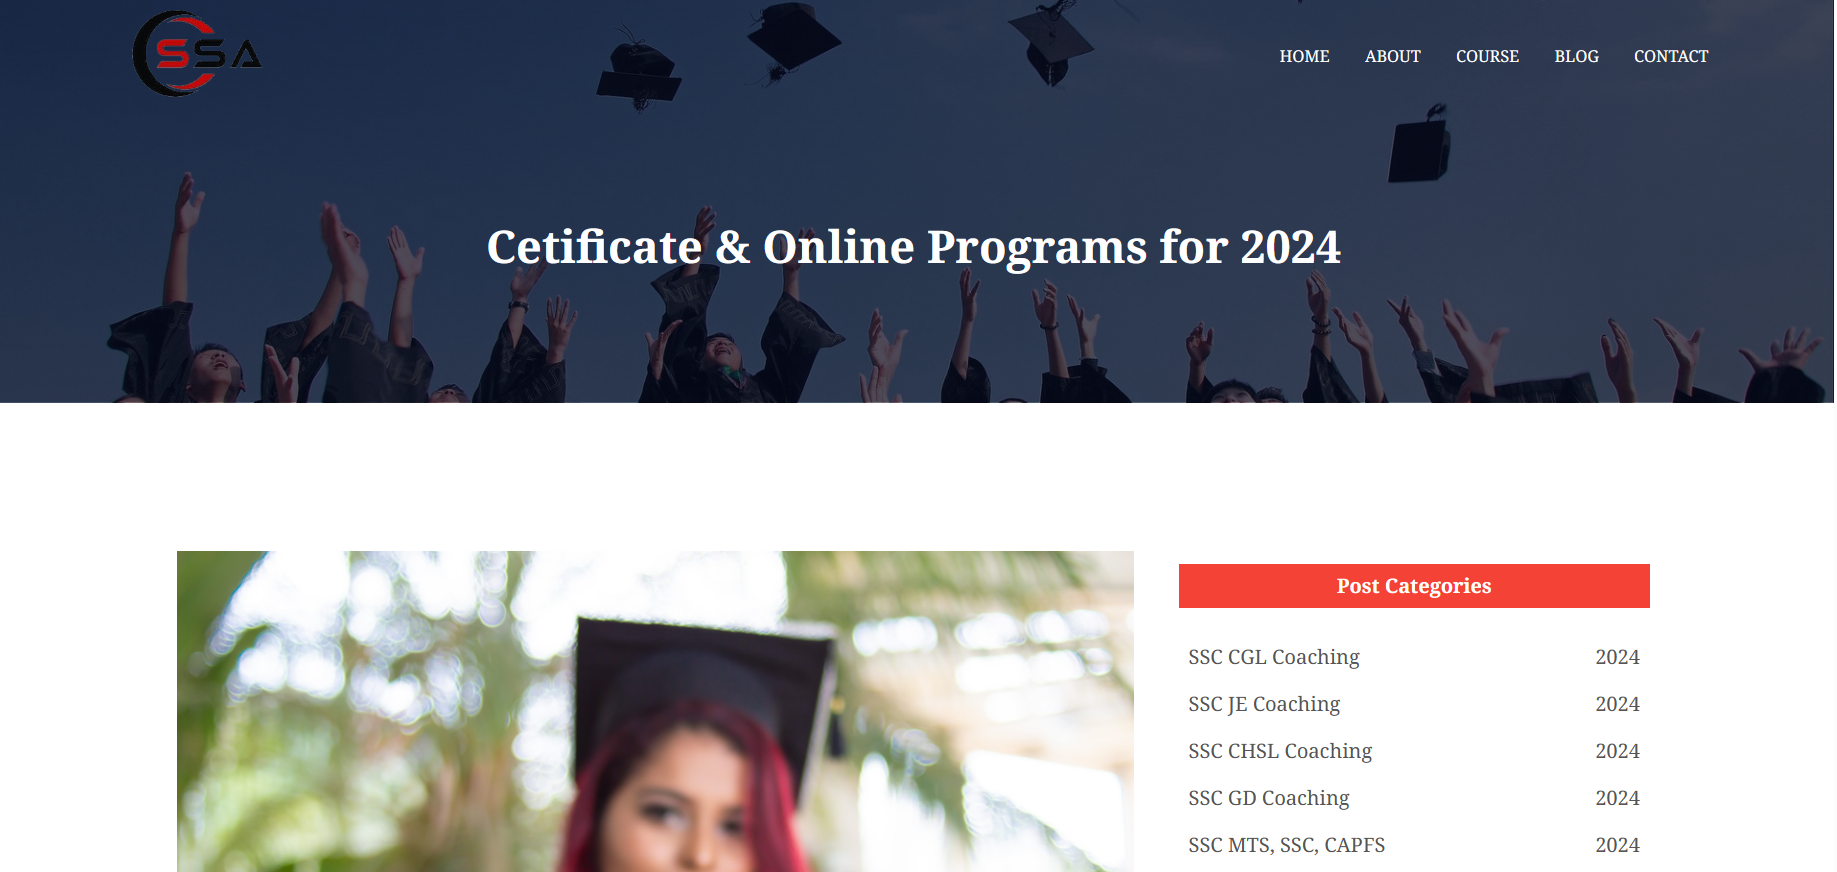 SSA
HOME ABOUT COURSE BLOG CONTACT
Cetificate & Online Programs for 2024
Post Categories
SSC CGL Coaching 2024
SSC JE Coaching 2024
SSC CHSL Coaching 2024
SSC GD Coaching 2024
SSC MTS, SSC, CAPFS 2024